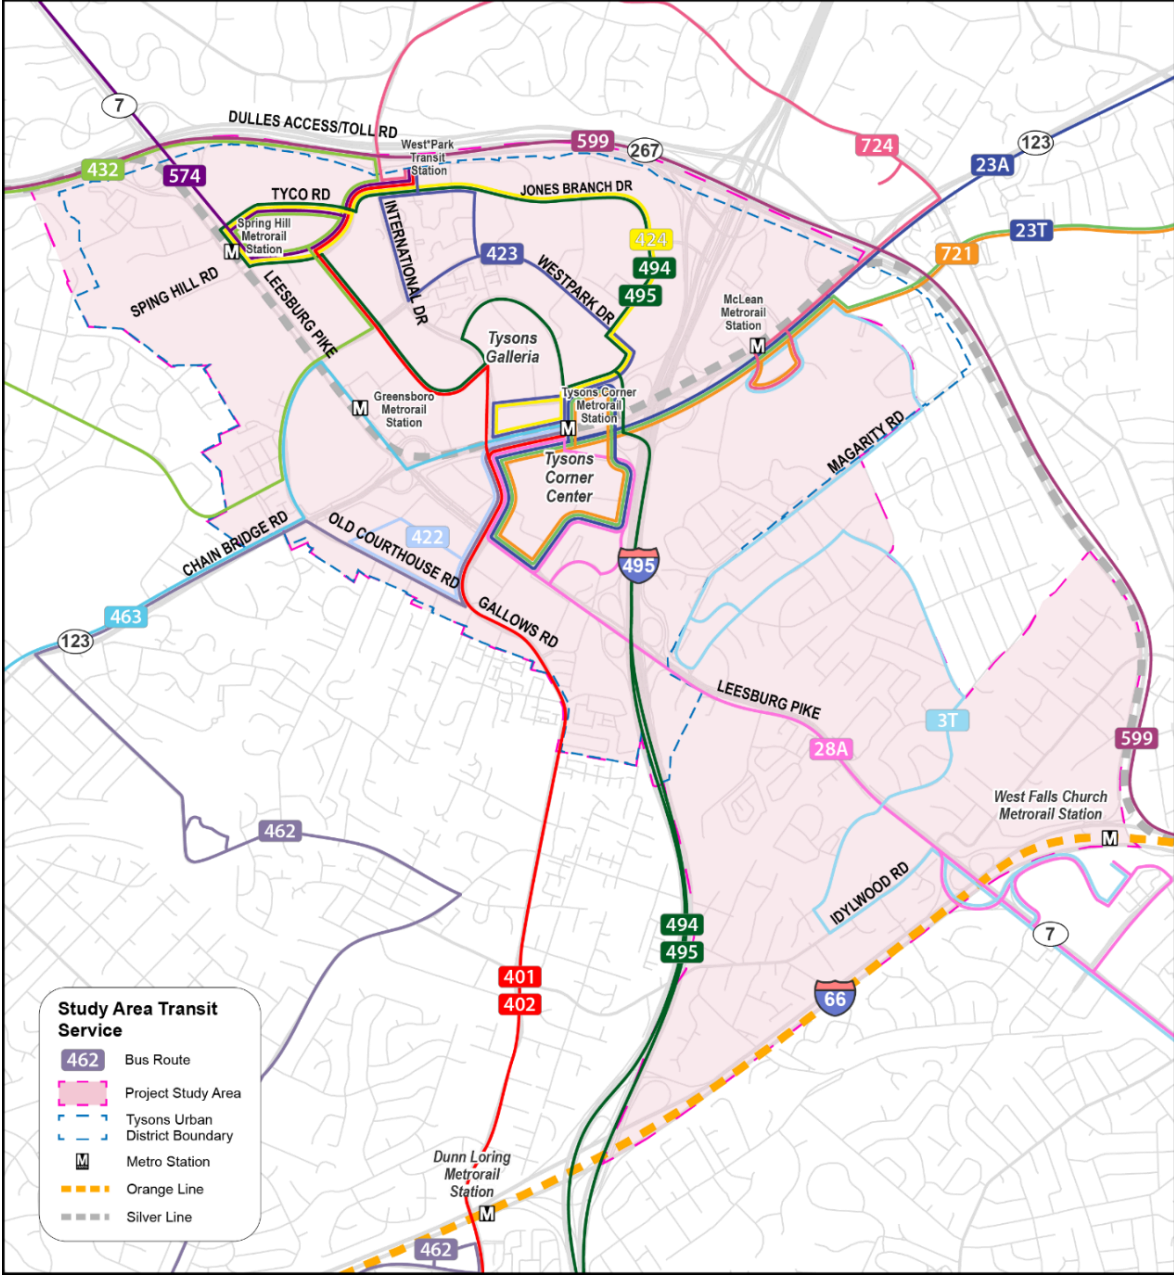 7
DULLES ACCESS/TOLL RD
599
267
724
123
23A
432
574
West*Park
Transit
Station
TYCO RD
JONES BRANCH DR
Spring Hill
Metrorail
Station
M
INTERNATIONAL DR
423
424
494
495
23T
721
SPING HILL RD
LEESBURG PIKE
WESTPARK DR
McLean
Metrorail
Station
M
Tysons
Galleria
Greensboro
Metrorail
Station
M
Tysons Corner
Metrorail
Station
M
MAGARITY RD
Tysons
Corner
Center
CHAIN BRIDGE RD
OLD COURTHOUSE RD
422
495
463
123
GALLOWS RD
LEESBURG PIKE
3T
28A
599
West Falls Church
Metrorail Station
M
462
IDYLWOOD RD
494
495
7
401
402
66
Dunn Loring
Metrorail
Station
M
462
Study Area Transit
Service
462 Bus Route
Project Study Area
Tysons Urban
District Boundary
M Metro Station
Orange Line
Silver Line